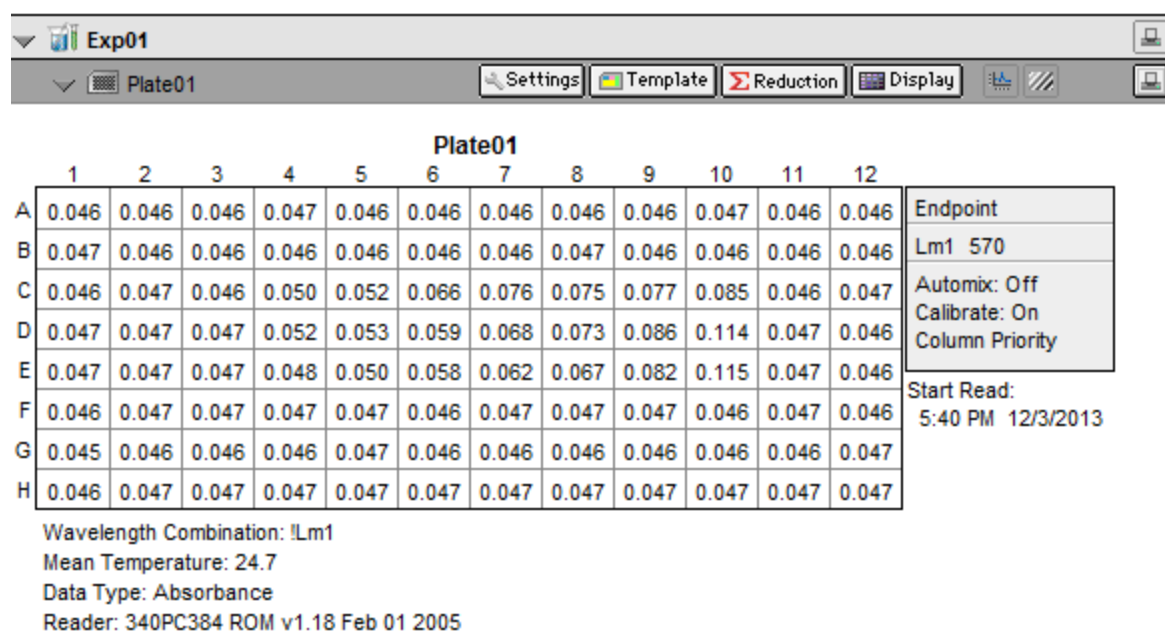 Exp01
Plate01 Settings Template Reduction Display
Plate01
1 2 3 4 5 6 7 8 9 10 11 12
A 0.046 0.046 0.046 0.047 0.046 0.046 0.046 0.046 0.046 0.047 0.046 0.046 Endpoint
B 0.047 0.046 0.046 0.046 0.046 0.046 0.046 0.047 0.046 0.046 0.046 0.046 Lm1 570
C 0.046 0.047 0.046 0.050 0.052 0.066 0.076 0.075 0.077 0.085 0.046 0.047 Automix: Off
Calibrate: On
D 0.047 0.047 0.047 0.052 0.053 0.059 0.068 0.073 0.086 0.114 0.047 0.046 Column Priority
E 0.047 0.047 0.047 0.048 0.050 0.058 0.062 0.067 0.082 0.115 0.047 0.046
Start Read:
F 0.046 0.047 0.047 0.047 0.047 0.046 0.047 0.047 0.047 0.046 0.047 0.046 5:40 PM 12/3/2013
G 0.045 0.046 0.046 0.046 0.047 0.046 0.046 0.046 0.046 0.046 0.046 0.047
H 0.046 0.047 0.047 0.047 0.047 0.047 0.047 0.047 0.047 0.047 0.047 0.047
Wavelength Combination: !Lm1
Mean Temperature: 24.7
Data Type: Absorbance
Reader: 340PC384 ROM v1.18 Feb 01 2005